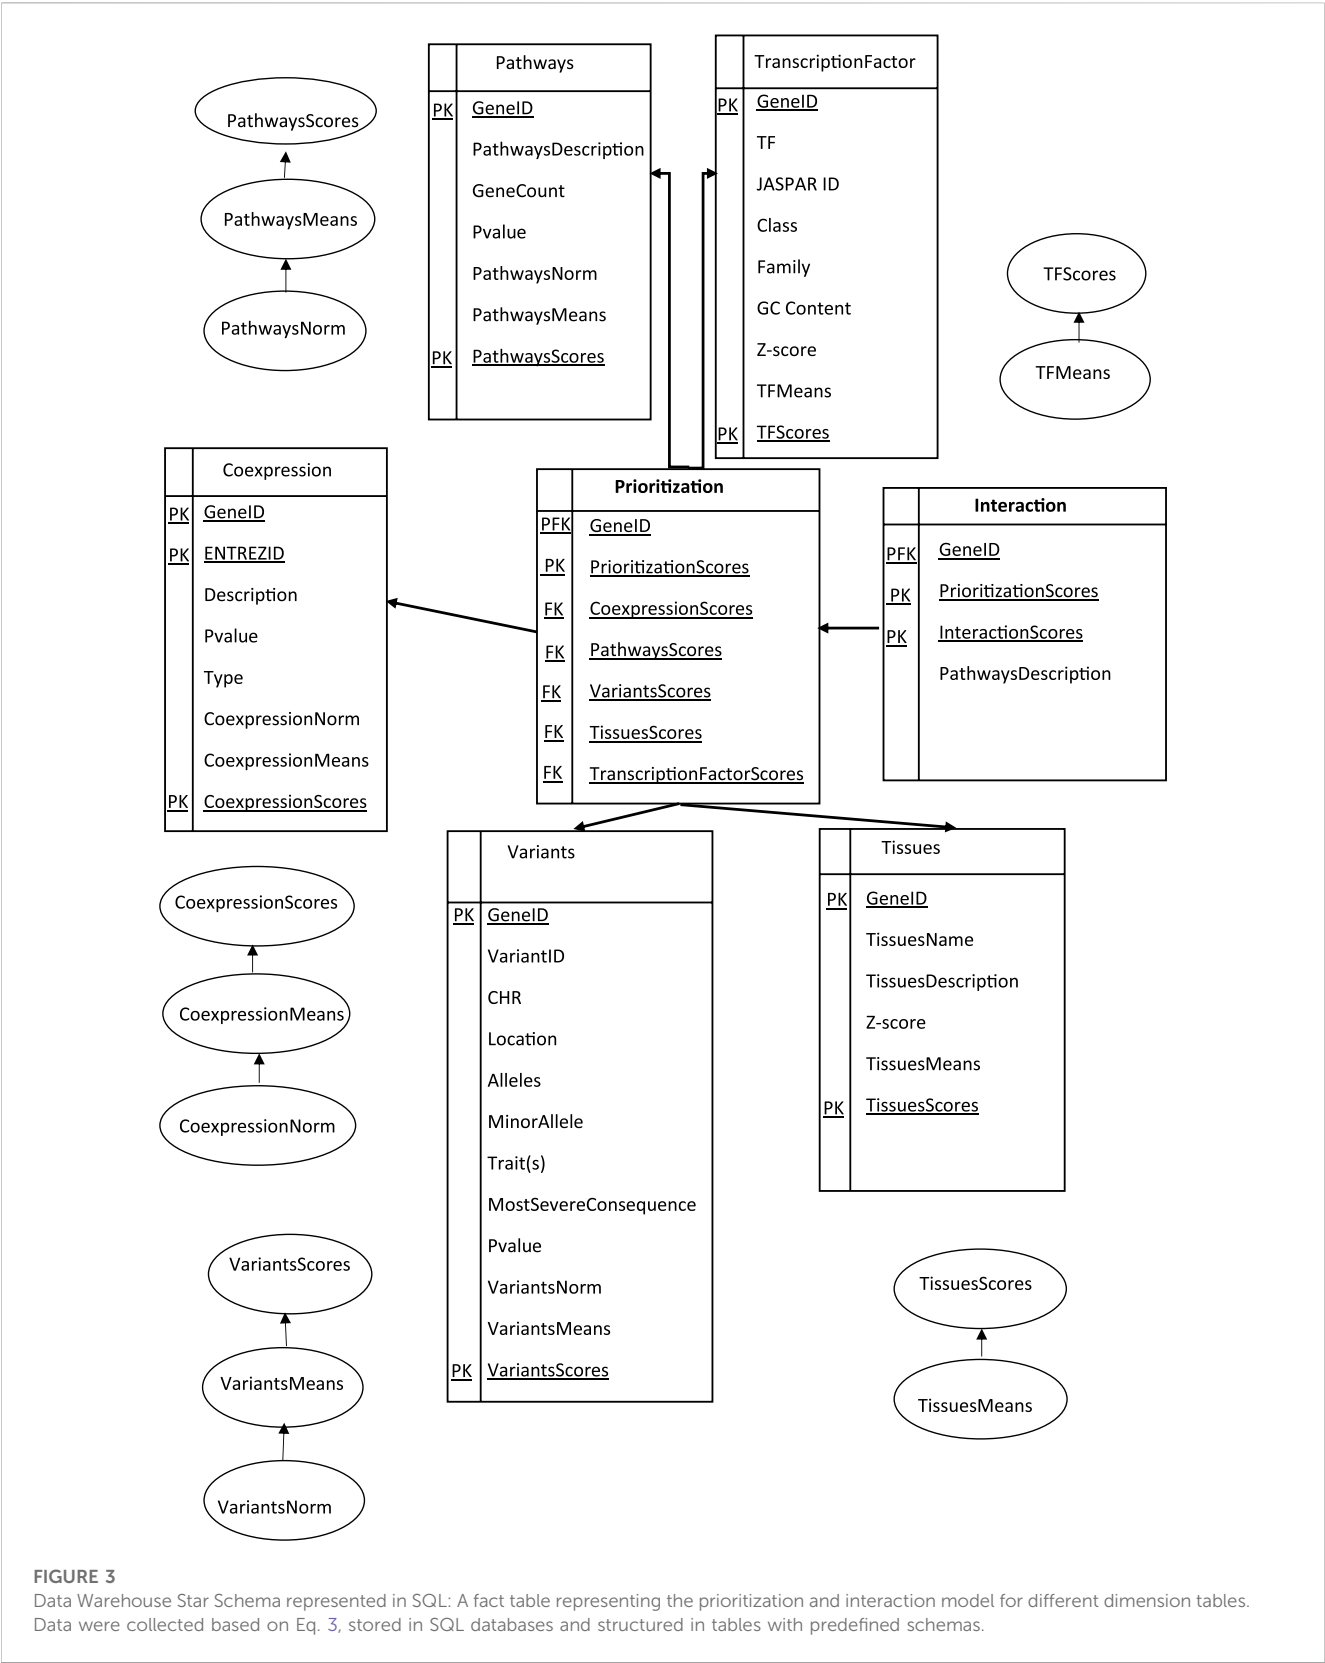 Pathways
PK GeneID
PathwaysDescription
GeneCount
Pvalue
PathwaysNorm
PathwaysMeans
PK PathwaysScores
TranscriptionFactor
PK GeneID
TF
JASPAR ID
Class
Family
GC Content
Z-score
TFMeans
PK TFScores
PathwaysScores
PathwaysMeans
PathwaysNorm
TFScores
TFMeans
Coexpression
PK GeneID
PK ENTREZID
Description
Pvalue
Type
CoexpressionNorm
CoexpressionMeans
PK CoexpressionScores
Prioritization
PFK GeneID
PK PrioritizationScores
FK CoexpressionScores
FK PathwaysScores
FK VariantsScores
FK TissuesScores
FK TranscriptionFactorScores
Interaction
PFK GeneID
PK PrioritizationScores
PK InteractionScores
PathwaysDescription
CoexpressionScores
CoexpressionMeans
CoexpressionNorm
Variants
PK GeneID
VariantID
CHR
Location
Alleles
MinorAllele
Trait(s)
MostSevereConsequence
Pvalue
VariantsNorm
VariantsMeans
PK VariantsScores
Tissues
PK GeneID
TissuesName
TissuesDescription
Z-score
TissuesMeans
PK TissuesScores
VariantsScores
VariantsMeans
VariantsNorm
TissuesScores
TissuesMeans
FIGURE 3
Data Warehouse Star Schema represented in SQL: A fact table representing the prioritization and interaction model for different dimension tables.
Data were collected based on Eq. 3, stored in SQL databases and structured in tables with predefined schemas.